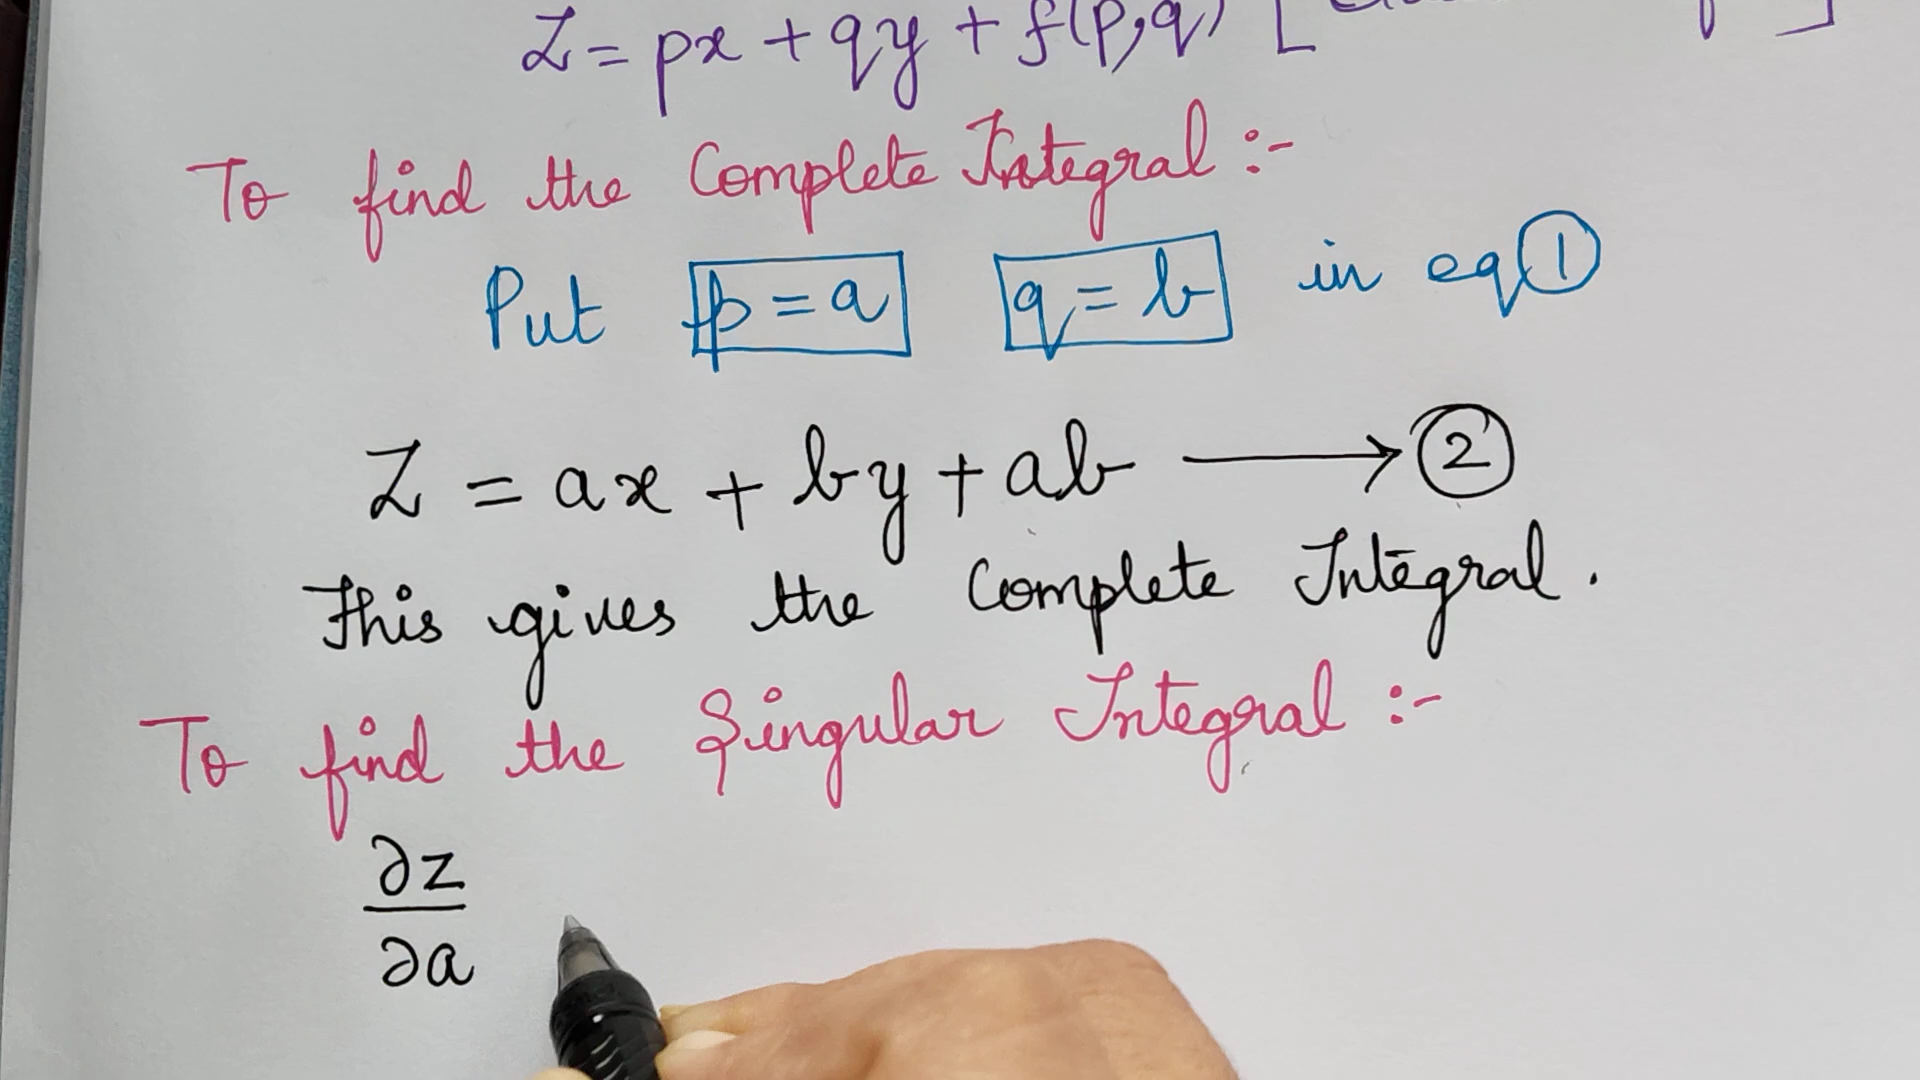 Z = px + qy + f(p,q) [
To find the Complete Integral :-
Put p = a q = b in eq ①
Z = ax + by + ab ⟶ ②
This gives the Complete Integral .
To find the Singular Integral :-
∂z
∂a